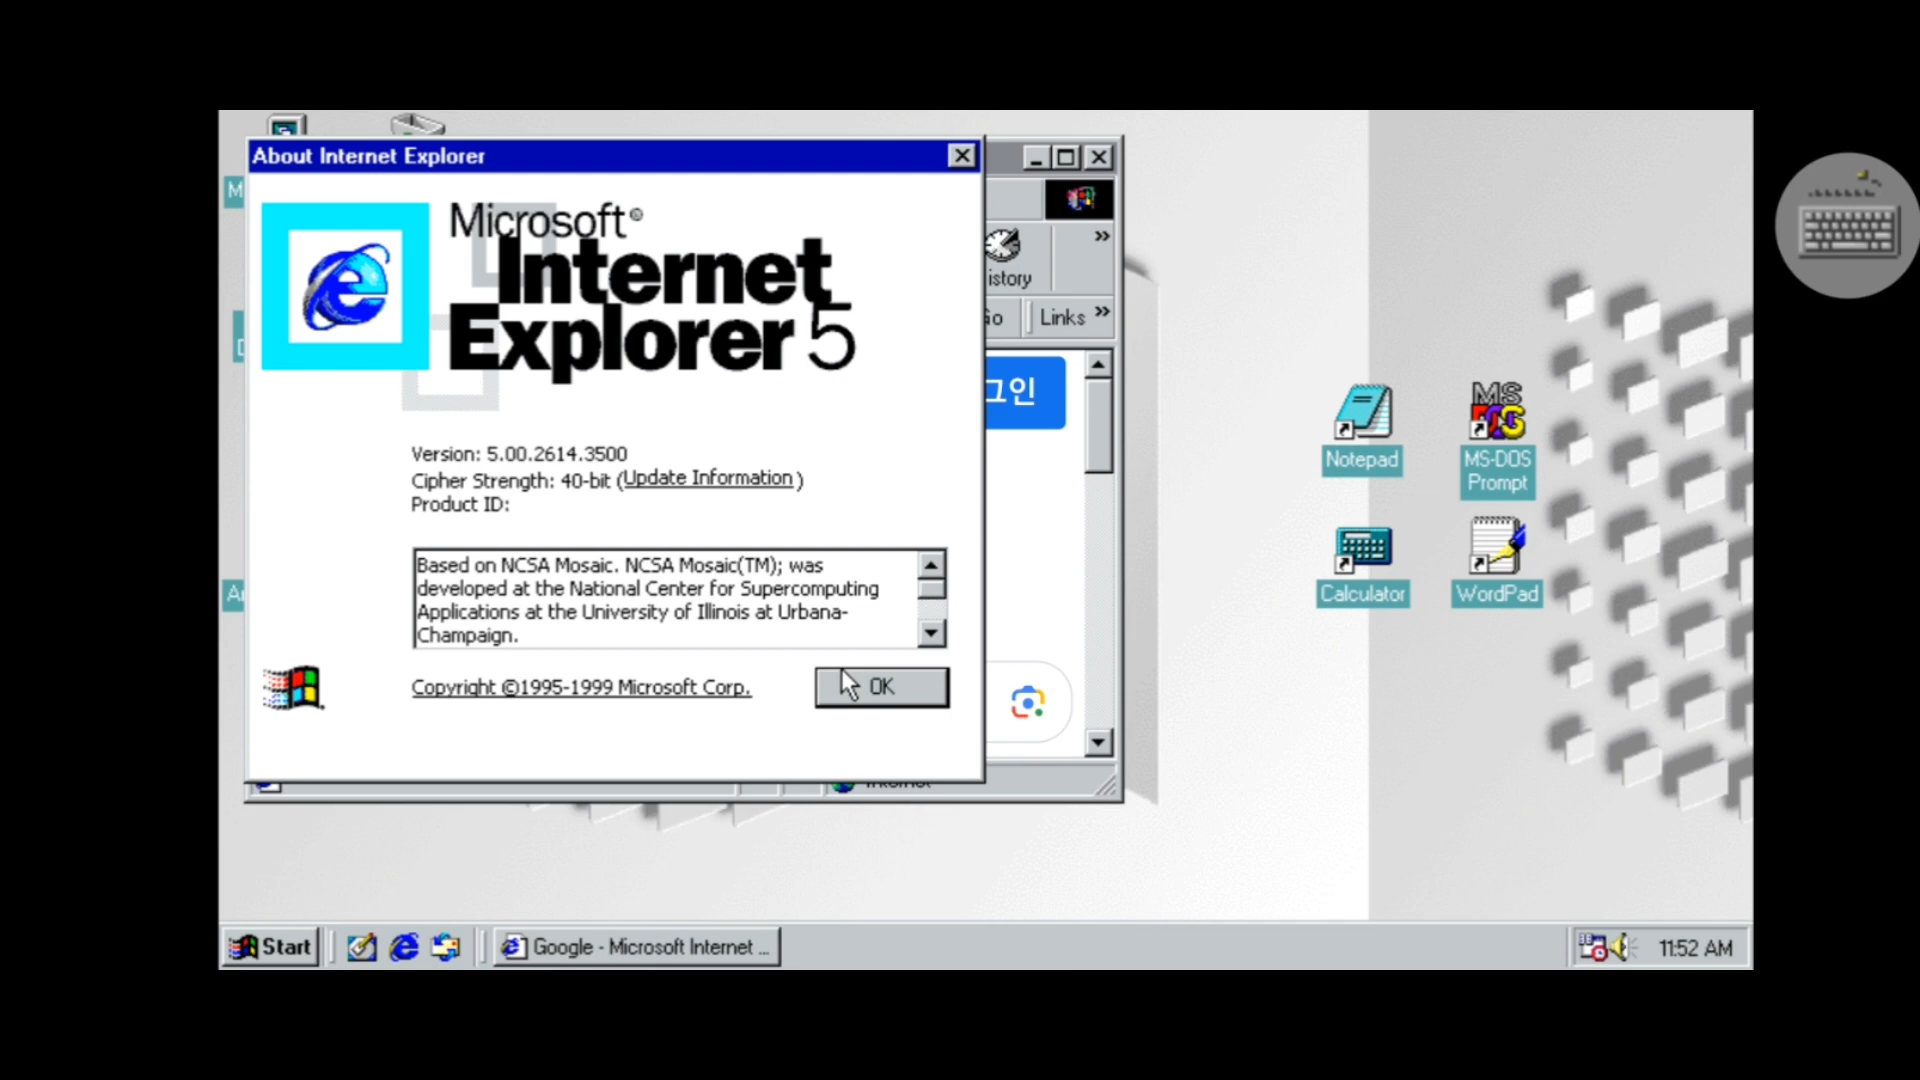 About Internet Explorer
Microsoft®
Internet
Explorer 5
Version: 5.00.2614.3500
Cipher Strength: 40-bit (Update Information)
Product ID:
Based on NCSA Mosaic. NCSA Mosaic(TM); was
developed at the National Center for Supercomputing
Applications at the University of Illinois at Urbana-
Champaign.
Copyright ©1995-1999 Microsoft Corp.
OK
istory
Links
그인
Notepad
MS-DOS
Prompt
Calculator
WordPad
Start
Google - Microsoft Internet ...
11:52 AM